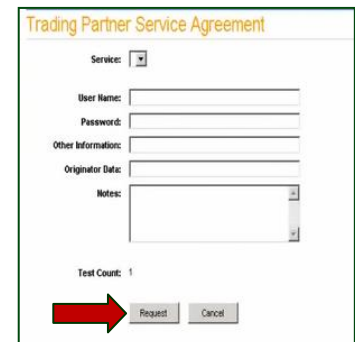 Trading Partner Service Agreement
Service:
User Name:
Password:
Other Information:
Originator Data:
Notes:
Test Count: 1
Request Cancel